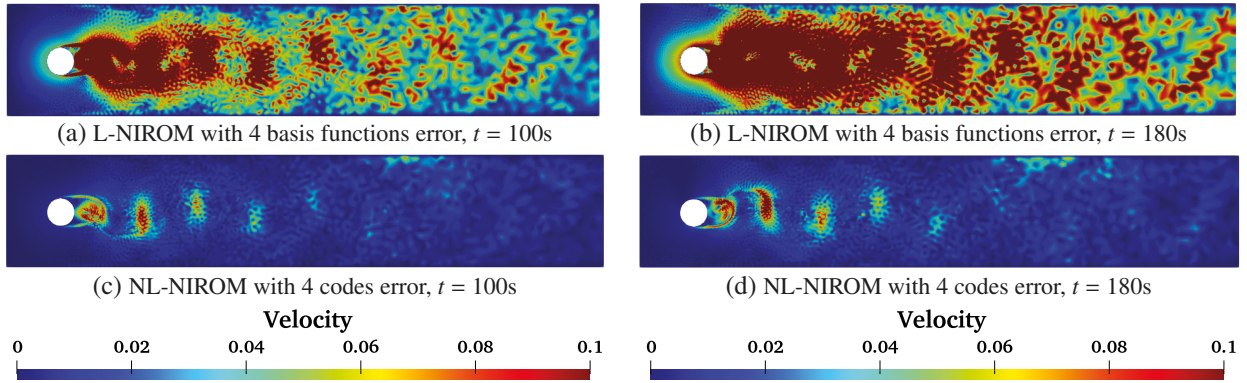 (a) L-NIROM with 4 basis functions error, t = 100s
(b) L-NIROM with 4 basis functions error, t = 180s
(c) NL-NIROM with 4 codes error, t = 100s
(d) NL-NIROM with 4 codes error, t = 180s
Velocity
0 0.02 0.04 0.06 0.08 0.1
Velocity
0 0.02 0.04 0.06 0.08 0.1